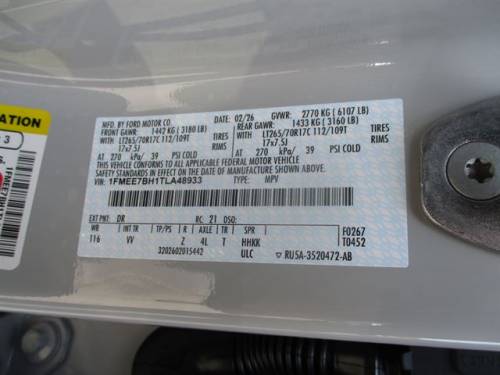 ATION
3
MFD. BY FORD MOTOR CO.
DATE: 02/26 GVWR: 2770 KG ( 6107 LB)
FRONT GAWR: 1442 KG ( 3180 LB)
REAR GAWR: 1433 KG ( 3160 LB)
WITH LT265/70R17C 112/109T TIRES
WITH LT265/70R17C 112/109T TIRES
17x7.5J RIMS
17x7.5J RIMS
AT 270 kPa/ 39 PSI COLD
AT 270 kPa/ 39 PSI COLD
THIS VEHICLE CONFORMS TO ALL APPLICABLE FEDERAL MOTOR VEHICLE
SAFETY STANDARDS IN EFFECT ON THE DATE OF MANUFACTURE SHOWN ABOVE.
VIN: 1FMEE7BH1TLA48933
TYPE: MPV
EXT PNT: DR RC: 21 DSO:
WB INT TR TP/PS R AXLE TR SPR
116 VV Z 4L T HHKK
F0267
T0452
3202602015442 ULC
RU5A-3520472-AB